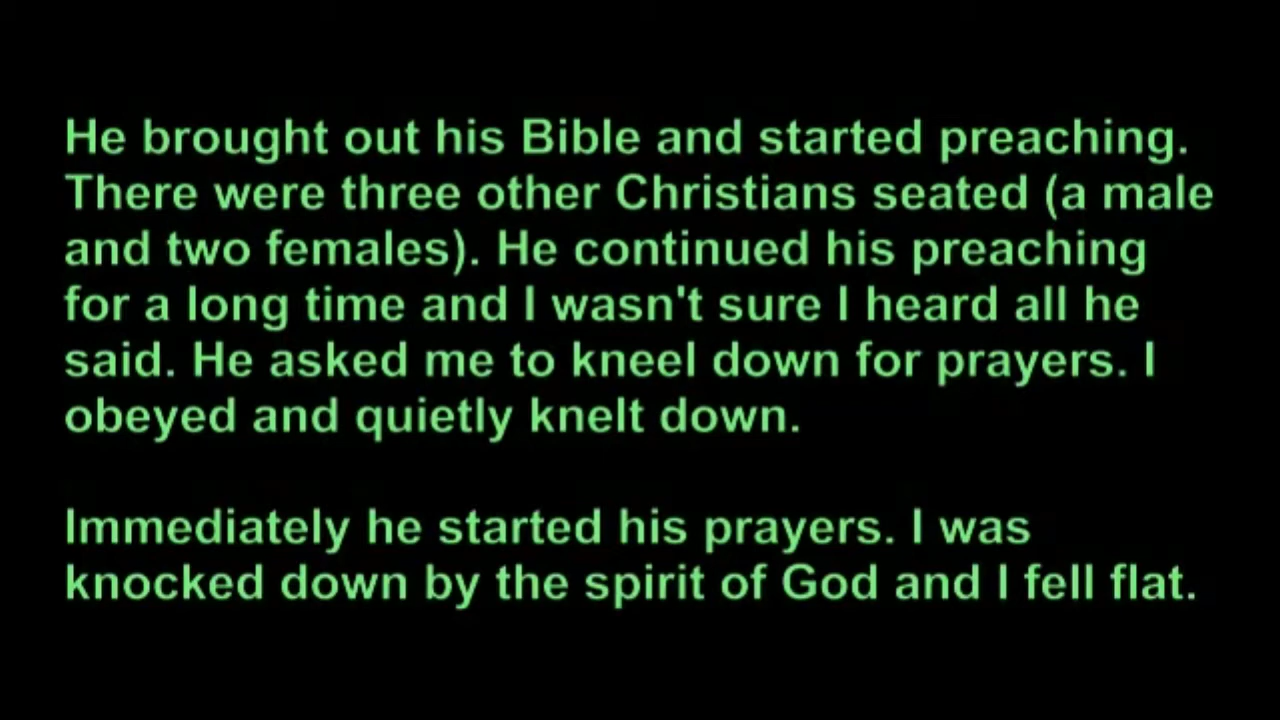 He brought out his Bible and started preaching.
There were three other Christians seated (a male
and two females). He continued his preaching
for a long time and I wasn't sure I heard all he
said. He asked me to kneel down for prayers. I
obeyed and quietly knelt down.
Immediately he started his prayers. I was
knocked down by the spirit of God and I fell flat.